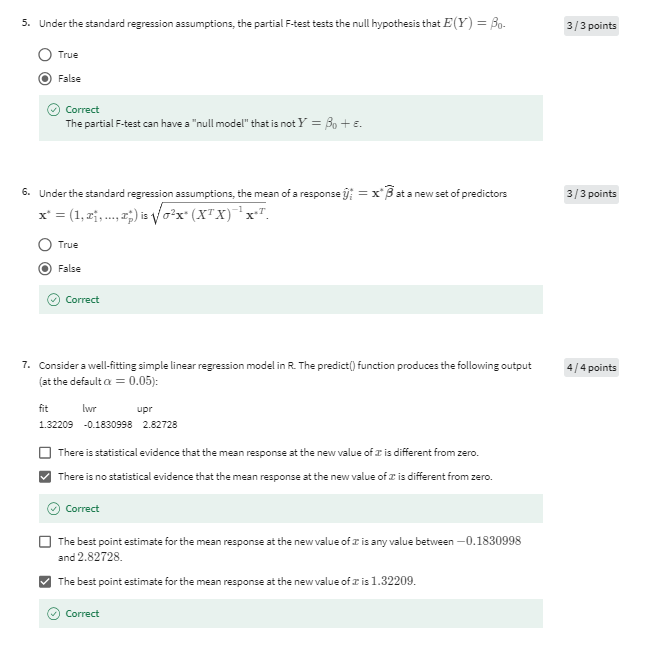 5. Under the standard regression assumptions, the partial F-test tests the null hypothesis that E(Y) = β₀.
3 / 3 points
True
False
Correct
The partial F-test can have a "null model" that is not Y = β₀ + ε.
6. Under the standard regression assumptions, the mean of a response ŷᵢ* = x*β̂ at a new set of predictors
3 / 3 points
x* = (1, x₁*, ..., xₚ*) is √(σ²x* (XᵀX)⁻¹ x*ᵀ).
True
False
Correct
7. Consider a well-fitting simple linear regression model in R. The predict() function produces the following output
4 / 4 points
(at the default α = 0.05):
fit lwr upr
1.32209 -0.1830998 2.82728
There is statistical evidence that the mean response at the new value of x is different from zero.
There is no statistical evidence that the mean response at the new value of x is different from zero.
Correct
The best point estimate for the mean response at the new value of x is any value between −0.1830998
and 2.82728.
The best point estimate for the mean response at the new value of x is 1.32209.
Correct